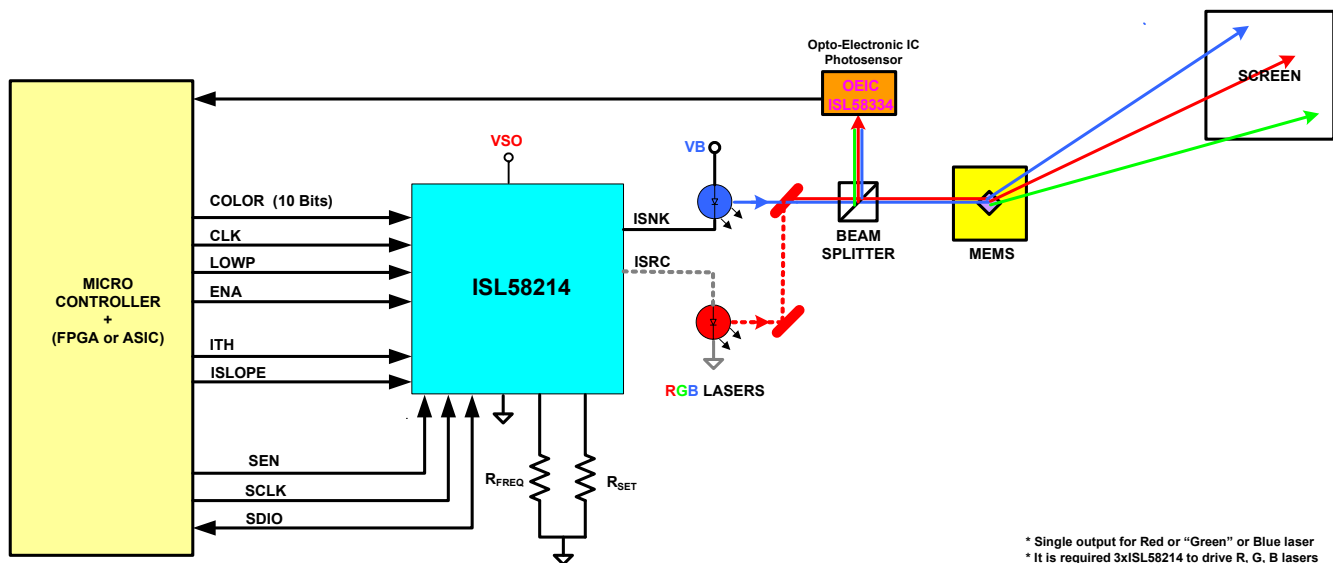 Opto-Electronic IC
Photosensor
OEIC
ISL58334
SCREEN
VSO
VB
MICRO
CONTROLLER
+
(FPGA or ASIC)
COLOR (10 Bits)
CLK
LOWP
ENA
ITH
ISLOPE
SEN
SCLK
SDIO
ISL58214
ISNK
ISRC
BEAM
SPLITTER
MEMS
RGB LASERS
RFREQ
RSET
* Single output for Red or “Green” or Blue laser
* It is required 3xISL58214 to drive R, G, B lasers